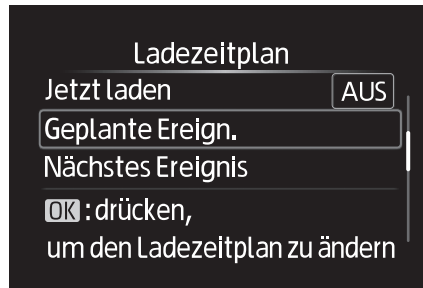 Ladezeitplan
Jetzt laden AUS
Geplante Ereign.
Nächstes Ereignis
OK : drücken,
um den Ladezeitplan zu ändern